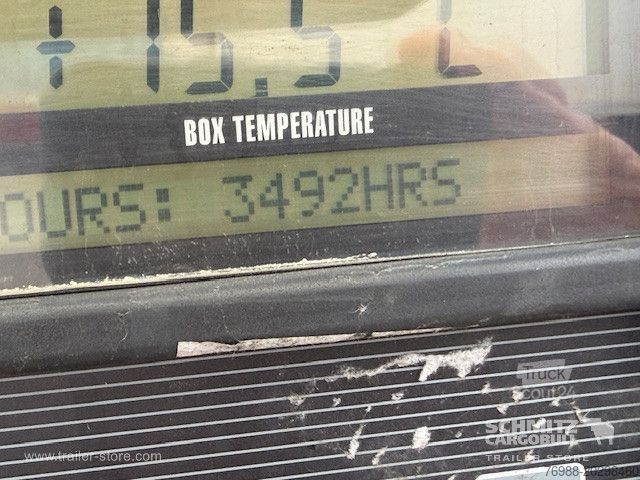 +15.5 C
BOX TEMPERATURE
OURS: 3492HRS
Truck
Scout24
SCHMITZ
CARGOBULL
TRAILER STORE
www.trailer-store.com